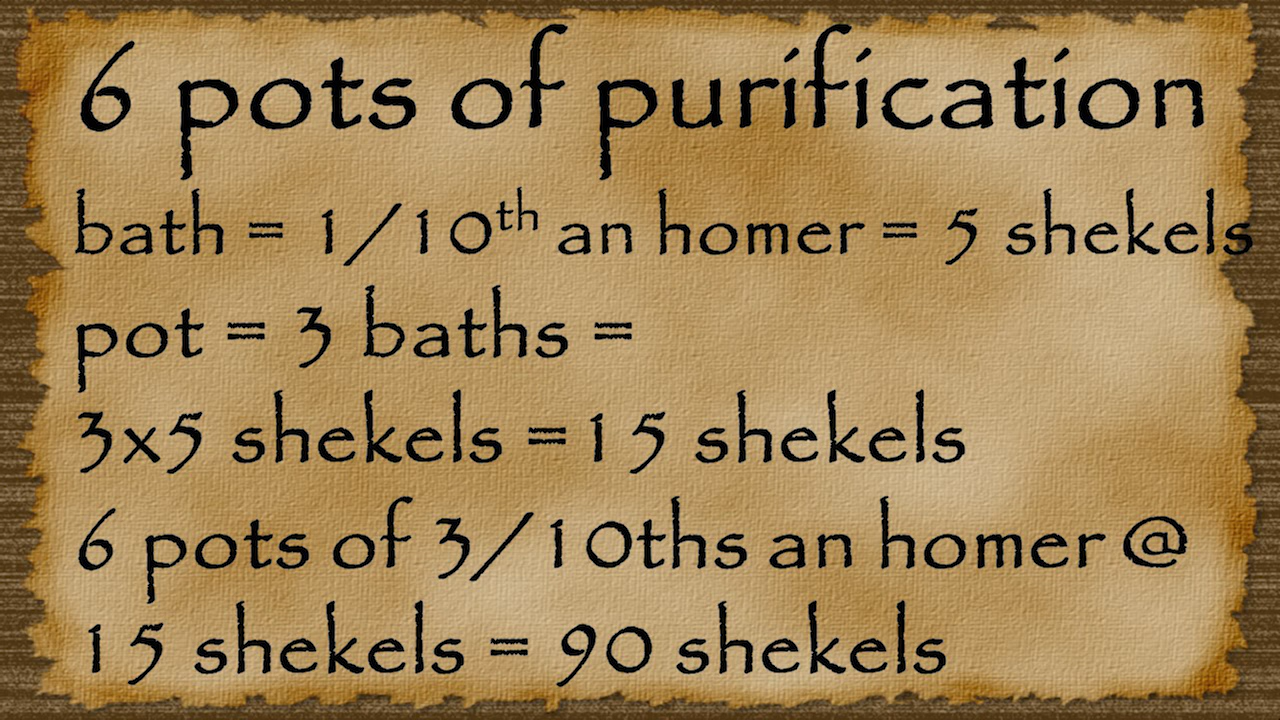 6 pots of purification
bath = 1/10th an homer = 5 shekels
pot = 3 baths =
3x5 shekels = 15 shekels
6 pots of 3/10ths an homer @
15 shekels = 90 shekels